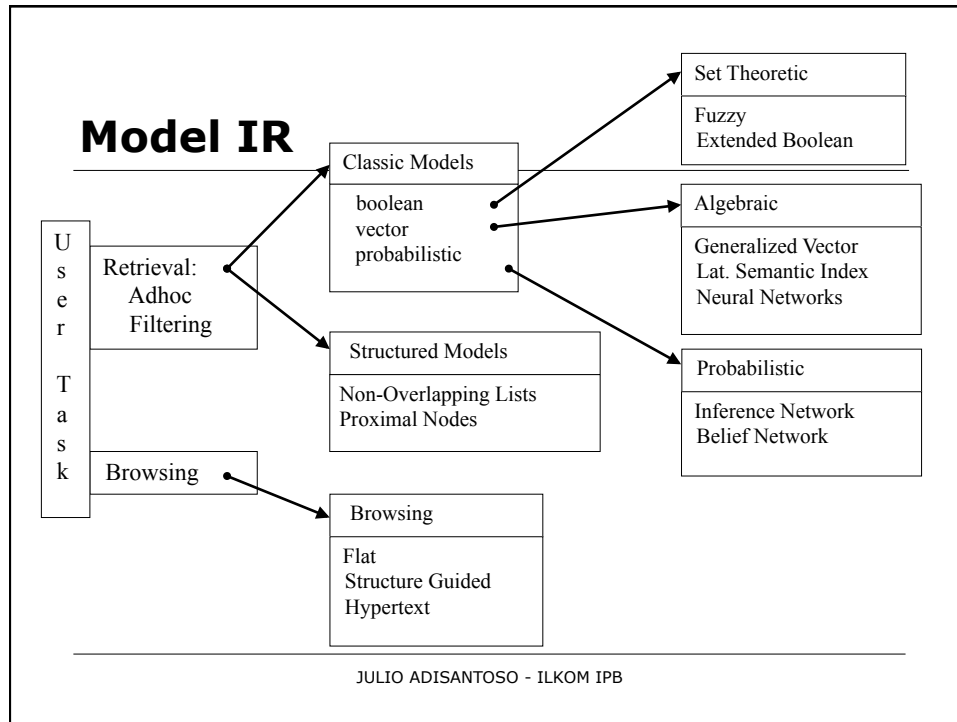 Model IR
User Task
Retrieval:
Adhoc
Filtering
Browsing
Classic Models
boolean
vector
probabilistic
Structured Models
Non-Overlapping Lists
Proximal Nodes
Browsing
Flat
Structure Guided
Hypertext
Set Theoretic
Fuzzy
Extended Boolean
Algebraic
Generalized Vector
Lat. Semantic Index
Neural Networks
Probabilistic
Inference Network
Belief Network
JULIO ADISANTOSO - ILKOM IPB